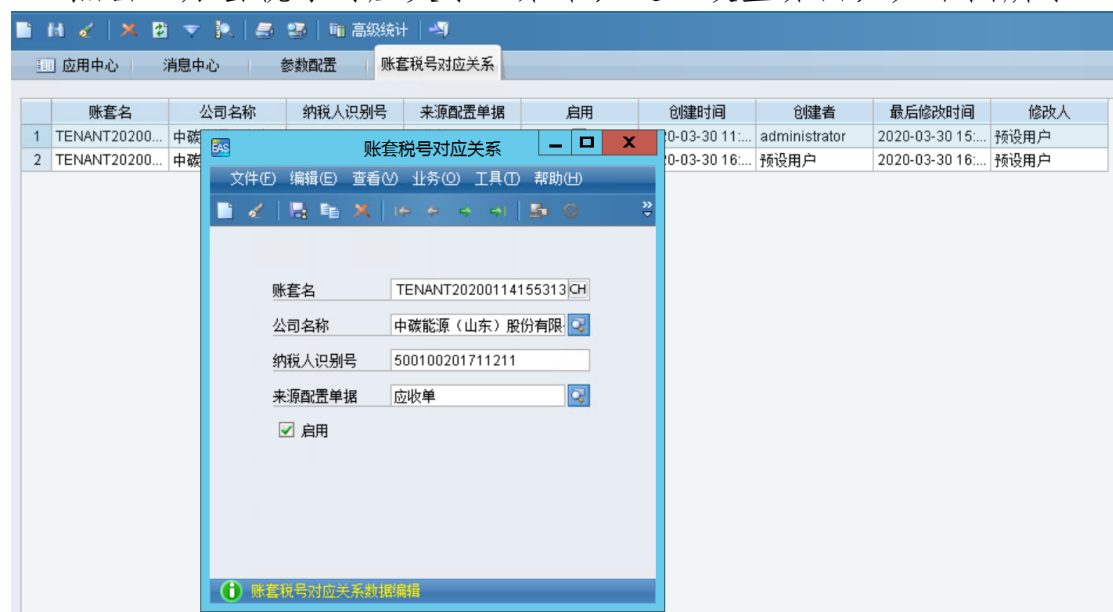 高级统计
应用中心 消息中心 参数配置 账套税号对应关系
账套名 公司名称 纳税人识别号 来源配置单据 启用 创建时间 创建者 最后修改时间 修改人
1 TENANT20200... 中碳 20-03-30 11:... administrator 2020-03-30 15:... 预设用户
2 TENANT20200... 中碳 20-03-30 16:... 预设用户 2020-03-30 16:... 预设用户
EAS 账套税号对应关系
文件(F) 编辑(E) 查看(V) 业务(O) 工具(T) 帮助(H)
账套名 TENANT20200114155313 CH
公司名称 中碳能源（山东）股份有限
纳税人识别号 500100201711211
来源配置单据 应收单
启用
账套税号对应关系数据编辑